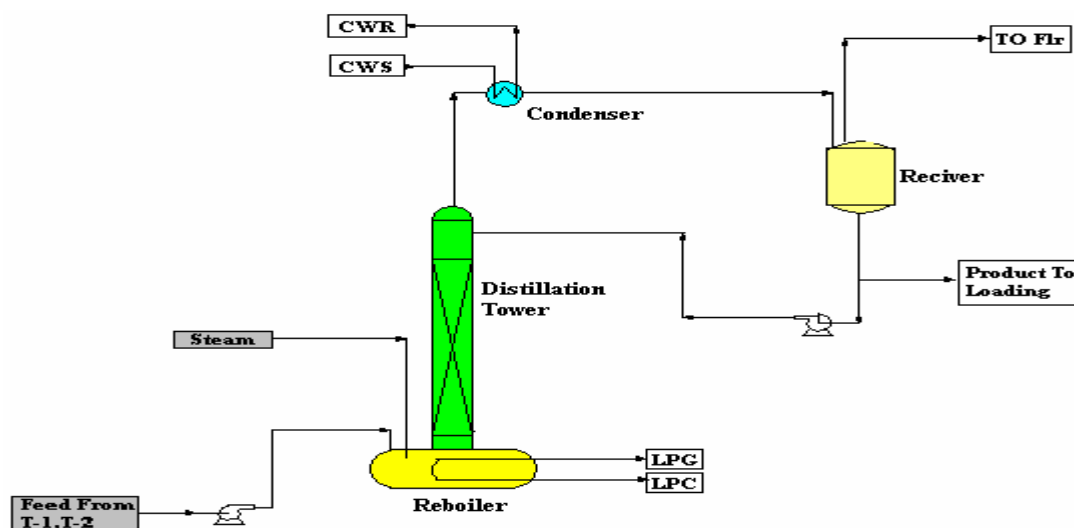 CWR
CWS
TO Flr
Condenser
Reciver
Distillation
Tower
Product To
Loading
Steam
LPG
LPC
Reboiler
Feed From
T-1,T-2